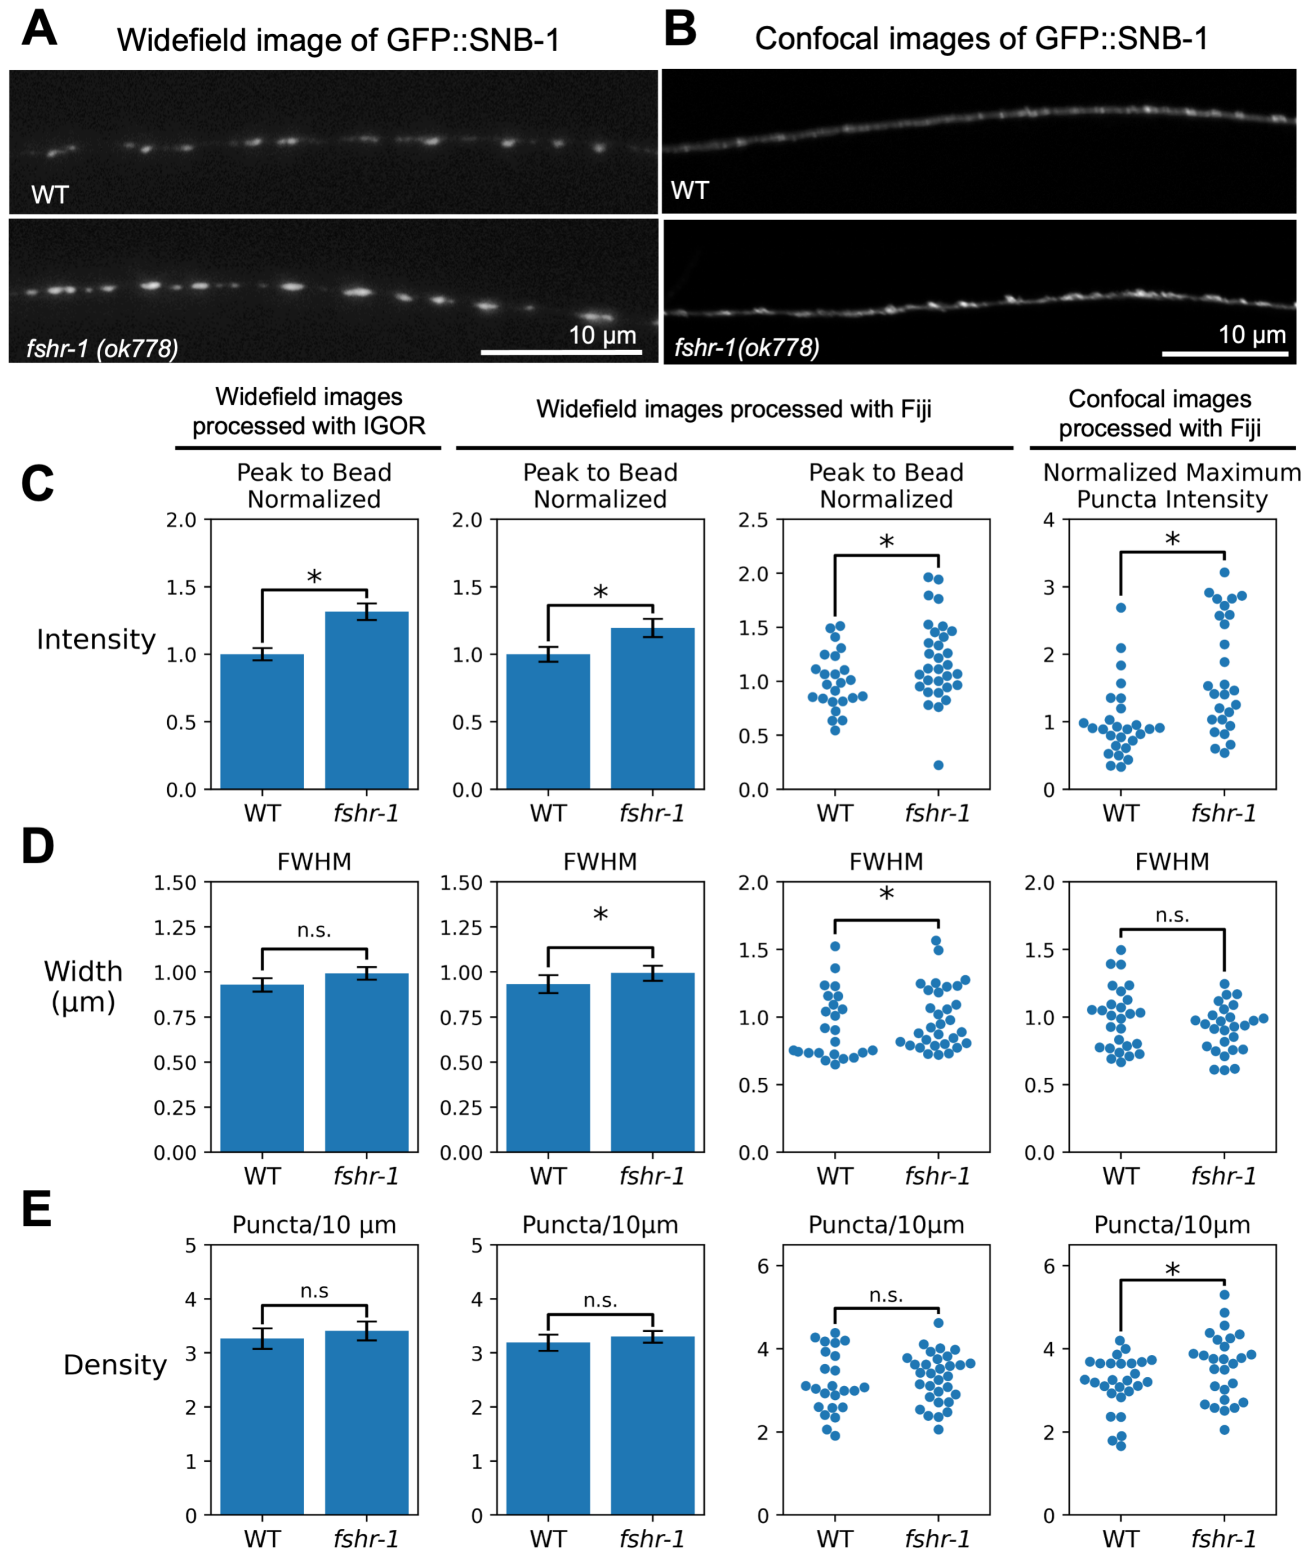 A
Widefield image of GFP::SNB-1
B
Confocal images of GFP::SNB-1
WT
WT
fshr-1 (ok778)
10 µm
fshr-1(ok778)
10 µm
Widefield images
processed with IGOR
Widefield images processed with Fiji
Confocal images
processed with Fiji
C
Intensity
Peak to Bead
Normalized
2.0
1.5
1.0
0.5
0.0
*
WT
fshr-1
Peak to Bead
Normalized
2.0
1.5
1.0
0.5
0.0
*
WT
fshr-1
Peak to Bead
Normalized
2.5
2.0
1.5
1.0
0.5
0.0
*
WT
fshr-1
Normalized Maximum
Puncta Intensity
4
3
2
1
0
*
WT
fshr-1
D
Width
(µm)
FWHM
1.50
1.25
1.00
0.75
0.50
0.25
0.00
n.s.
WT
fshr-1
FWHM
1.50
1.25
1.00
0.75
0.50
0.25
0.00
*
WT
fshr-1
FWHM
2.0
1.5
1.0
0.5
0.0
*
WT
fshr-1
FWHM
2.0
1.5
1.0
0.5
0.0
n.s.
WT
fshr-1
E
Density
Puncta/10 µm
5
4
3
2
1
0
n.s
WT
fshr-1
Puncta/10µm
5
4
3
2
1
0
n.s.
WT
fshr-1
Puncta/10µm
6
4
2
0
n.s.
WT
fshr-1
Puncta/10µm
6
4
2
0
*
WT
fshr-1